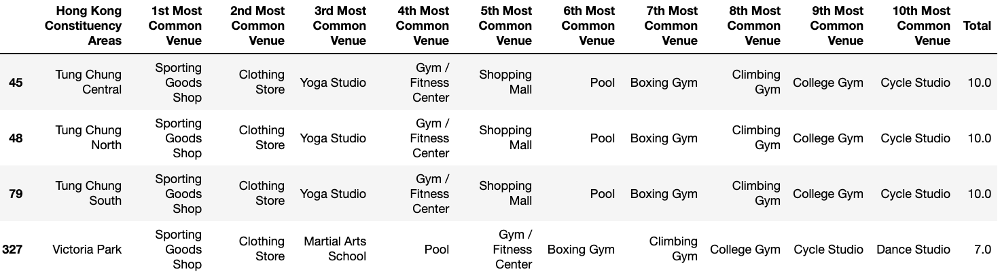 Hong Kong Constituency Areas 1st Most Common Venue 2nd Most Common Venue 3rd Most Common Venue 4th Most Common Venue 5th Most Common Venue 6th Most Common Venue 7th Most Common Venue 8th Most Common Venue 9th Most Common Venue 10th Most Common Venue Total
45 Tung Chung Central Sporting Goods Shop Clothing Store Yoga Studio Gym / Fitness Center Shopping Mall Pool Boxing Gym Climbing Gym College Gym Cycle Studio 10.0
48 Tung Chung North Sporting Goods Shop Clothing Store Yoga Studio Gym / Fitness Center Shopping Mall Pool Boxing Gym Climbing Gym College Gym Cycle Studio 10.0
79 Tung Chung South Sporting Goods Shop Clothing Store Yoga Studio Gym / Fitness Center Shopping Mall Pool Boxing Gym Climbing Gym College Gym Cycle Studio 10.0
327 Victoria Park Sporting Goods Shop Clothing Store Martial Arts School Pool Gym / Fitness Center Boxing Gym Climbing Gym College Gym Cycle Studio Dance Studio 7.0